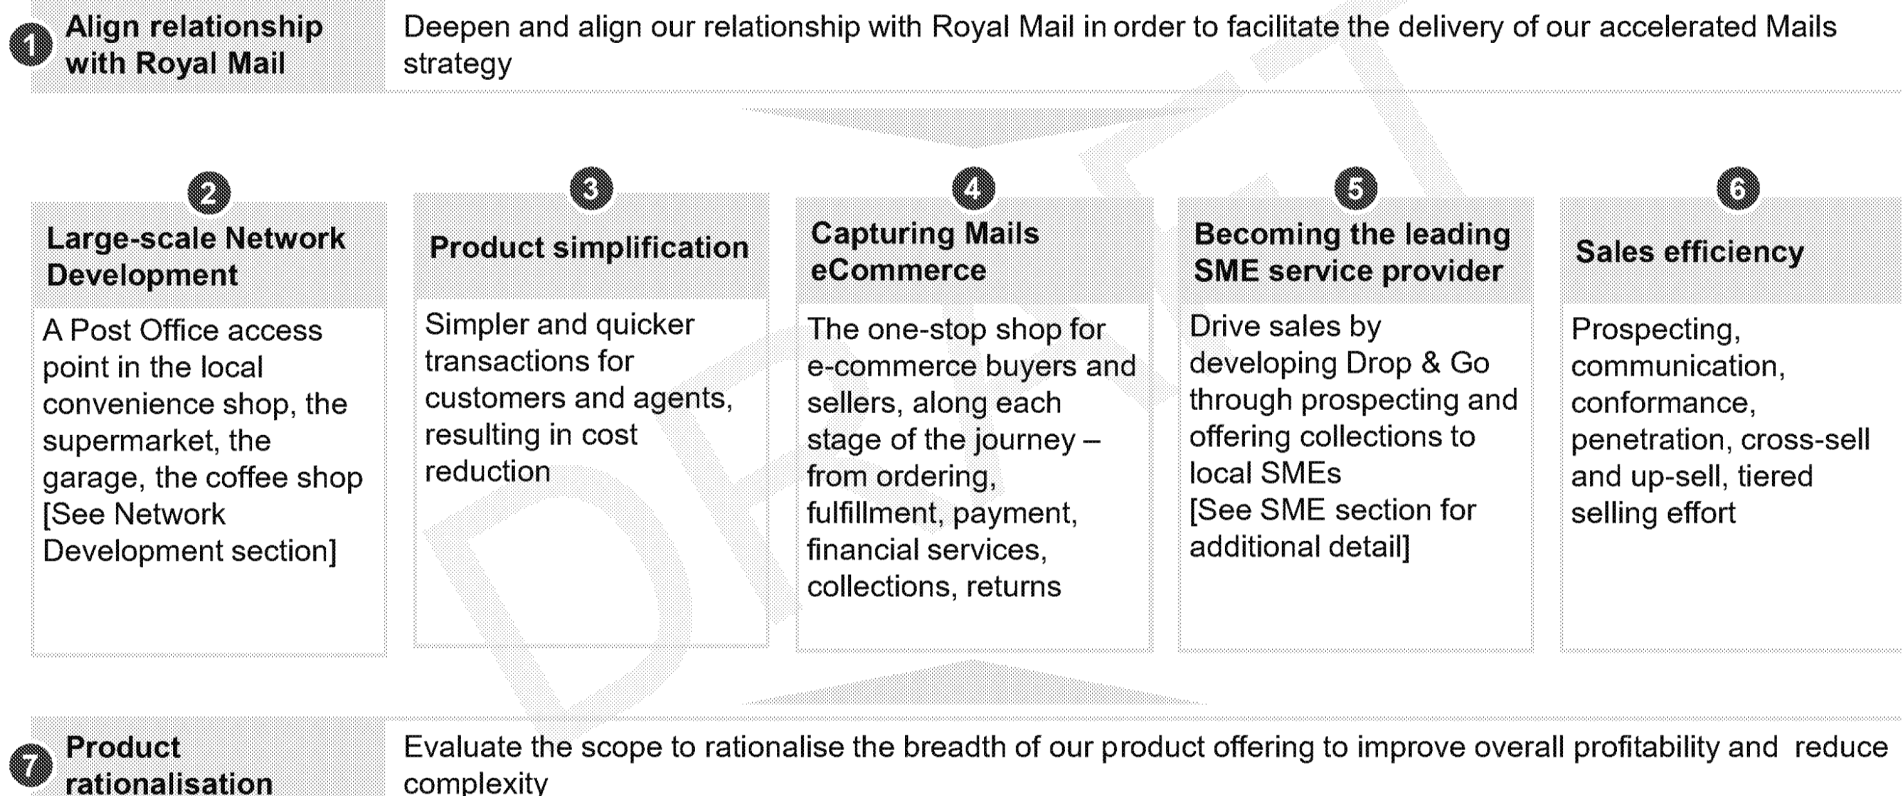 1
Align relationship
with Royal Mail
Deepen and align our relationship with Royal Mail in order to facilitate the delivery of our accelerated Mails
strategy
2
Large-scale Network
Development
A Post Office access
point in the local
convenience shop, the
supermarket, the
garage, the coffee shop
[See Network
Development section]
3
Product simplification
Simpler and quicker
transactions for
customers and agents,
resulting in cost
reduction
4
Capturing Mails
eCommerce
The one-stop shop for
e-commerce buyers and
sellers, along each
stage of the journey –
from ordering,
fulfillment, payment,
financial services,
collections, returns
5
Becoming the leading
SME service provider
Drive sales by
developing Drop & Go
through prospecting and
offering collections to
local SMEs
[See SME section for
additional detail]
6
Sales efficiency
Prospecting,
communication,
conformance,
penetration, cross-sell
and up-sell, tiered
selling effort
7
Product
rationalisation
Evaluate the scope to rationalise the breadth of our product offering to improve overall profitability and reduce
complexity
DRAFT